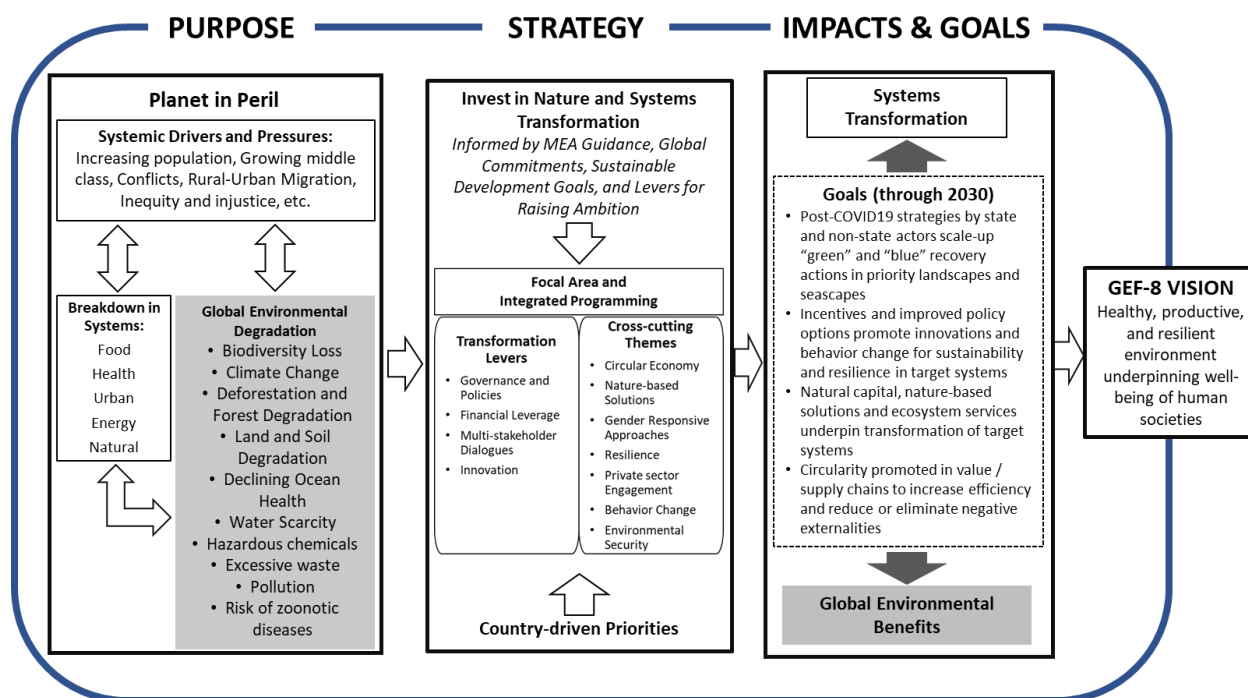 PURPOSE
STRATEGY
IMPACTS & GOALS
Planet in Peril
Systemic Drivers and Pressures:
Increasing population, Growing middle
class, Conflicts, Rural-Urban Migration,
Inequity and injustice, etc.
Breakdown in
Systems:
Food
Health
Urban
Energy
Natural
Global Environmental
Degradation
• Biodiversity Loss
• Climate Change
• Deforestation and
Forest Degradation
• Land and Soil
Degradation
• Declining Ocean
Health
• Water Scarcity
• Hazardous chemicals
• Excessive waste
• Pollution
• Risk of zoonotic
diseases
Invest in Nature and Systems
Transformation
Informed by MEA Guidance, Global
Commitments, Sustainable
Development Goals, and Levers for
Raising Ambition
Focal Area and
Integrated Programming
Transformation
Levers
• Governance and
Policies
• Financial Leverage
• Multi-stakeholder
Dialogues
• Innovation
Cross-cutting
Themes
• Circular Economy
• Nature-based
Solutions
• Gender Responsive
Approaches
• Resilience
• Private sector
Engagement
• Behavior Change
• Environmental
Security
Country-driven Priorities
Systems
Transformation
Goals (through 2030)
• Post-COVID19 strategies by state
and non-state actors scale-up
“green” and “blue” recovery
actions in priority landscapes and
seascapes
• Incentives and improved policy
options promote innovations and
behavior change for sustainability
and resilience in target systems
• Natural capital, nature-based
solutions and ecosystem services
underpin transformation of target
systems
• Circularity promoted in value /
supply chains to increase efficiency
and reduce or eliminate negative
externalities
Global Environmental
Benefits
GEF-8 VISION
Healthy, productive,
and resilient
environment
underpinning well-
being of human
societies